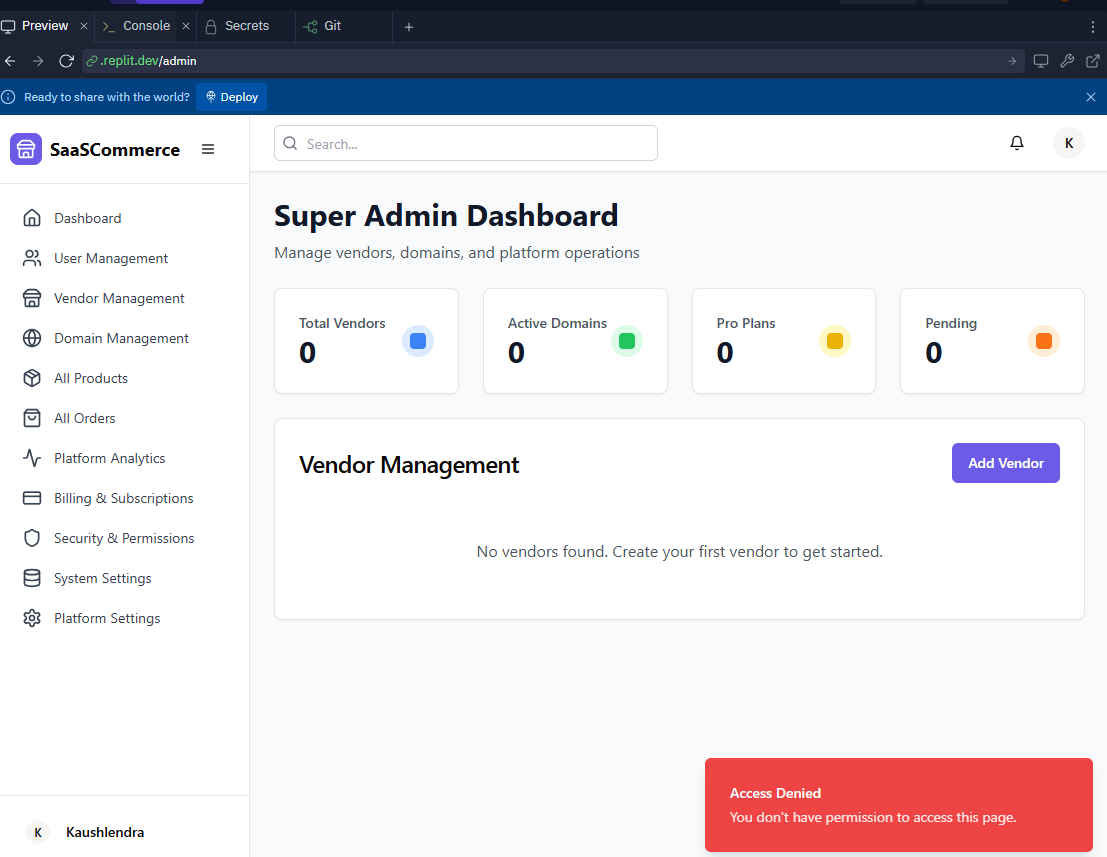 Preview
Console
Secrets
Git
.replit.dev/admin
Ready to share with the world?
Deploy
SaaSCommerce
Search...
K
Dashboard
User Management
Vendor Management
Domain Management
All Products
All Orders
Platform Analytics
Billing & Subscriptions
Security & Permissions
System Settings
Platform Settings
K
Kaushlendra
Super Admin Dashboard
Manage vendors, domains, and platform operations
Total Vendors
0
Active Domains
0
Pro Plans
0
Pending
0
Vendor Management
Add Vendor
No vendors found. Create your first vendor to get started.
Access Denied
You don't have permission to access this page.